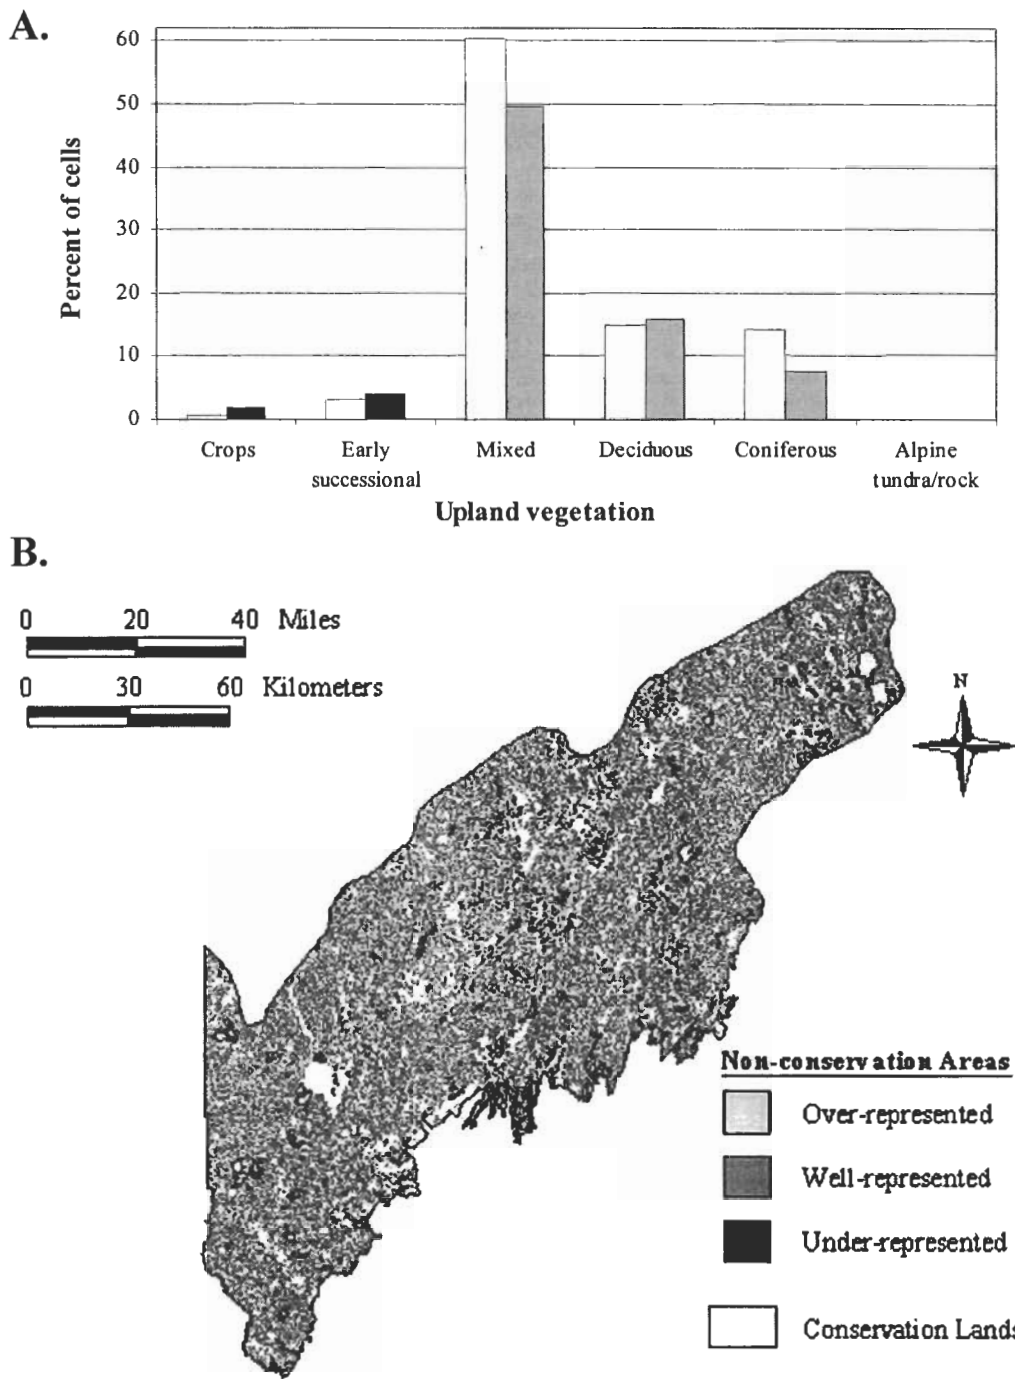 A.
60
50
40
30
20
10
0
Percent of cells
Crops
Early successional
Mixed
Deciduous
Coniferous
Alpine tundra/rock
Upland vegetation
B.
0 20 40 Miles
0 30 60 Kilometers
N
Non-conservation Areas
Over-represented
Well-represented
Under-represented
Conservation Lands